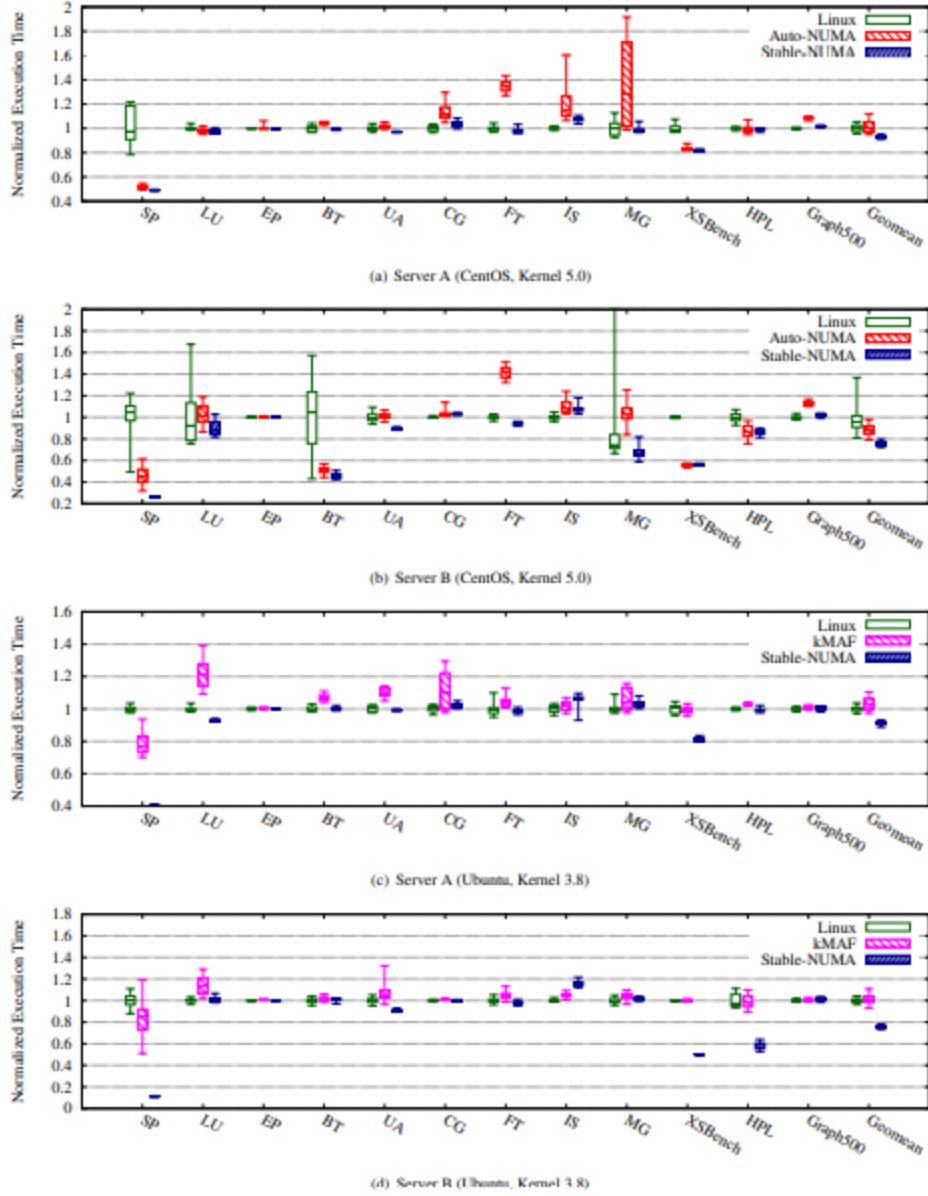 2
1.8
1.6
1.4
1.2
1
0.8
0.6
0.4
Normalized Execution Time
Linux
Auto-NUMA
Stable-NUMA
SP
LU
EP
BT
UA
CG
FT
IS
MG
XSBench
HPL
Graph500
Geomean
(a) Server A (CentOS, Kernel 5.0)
2
1.8
1.6
1.4
1.2
1
0.8
0.6
0.4
0.2
Normalized Execution Time
Linux
Auto-NUMA
Stable-NUMA
SP
LU
EP
BT
UA
CG
FT
IS
MG
XSBench
HPL
Graph500
Geomean
(b) Server B (CentOS, Kernel 5.0)
1.6
1.4
1.2
1
0.8
0.6
0.4
Normalized Execution Time
Linux
kMAF
Stable-NUMA
SP
LU
EP
BT
UA
CG
FT
IS
MG
XSBench
HPL
Graph500
Geomean
(c) Server A (Ubuntu, Kernel 3.8)
1.8
1.6
1.4
1.2
1
0.8
0.6
0.4
0.2
0
Normalized Execution Time
Linux
kMAF
Stable-NUMA
SP
LU
EP
BT
UA
CG
FT
IS
MG
XSBench
HPL
Graph500
Geomean
(d) Server B (Ubuntu, Kernel 3.8)